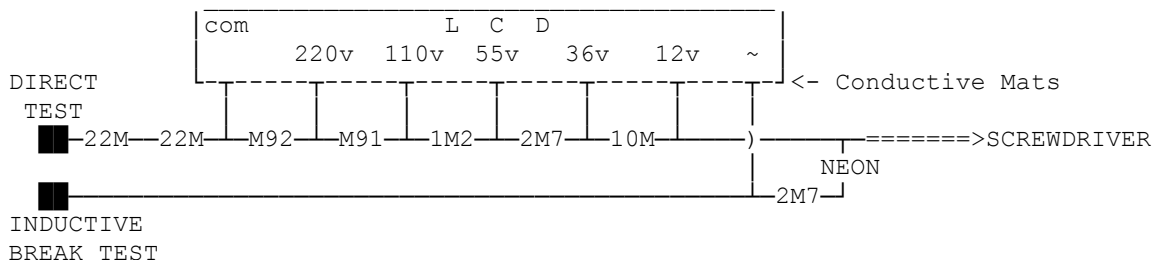 com L C D
220v 110v 55v 36v 12v ~
<- Conductive Mats
DIRECT
TEST
22M 22M M92 M91 1M2 2M7 10M ) =======>SCREWDRIVER
NEON
2M7
INDUCTIVE
BREAK TEST